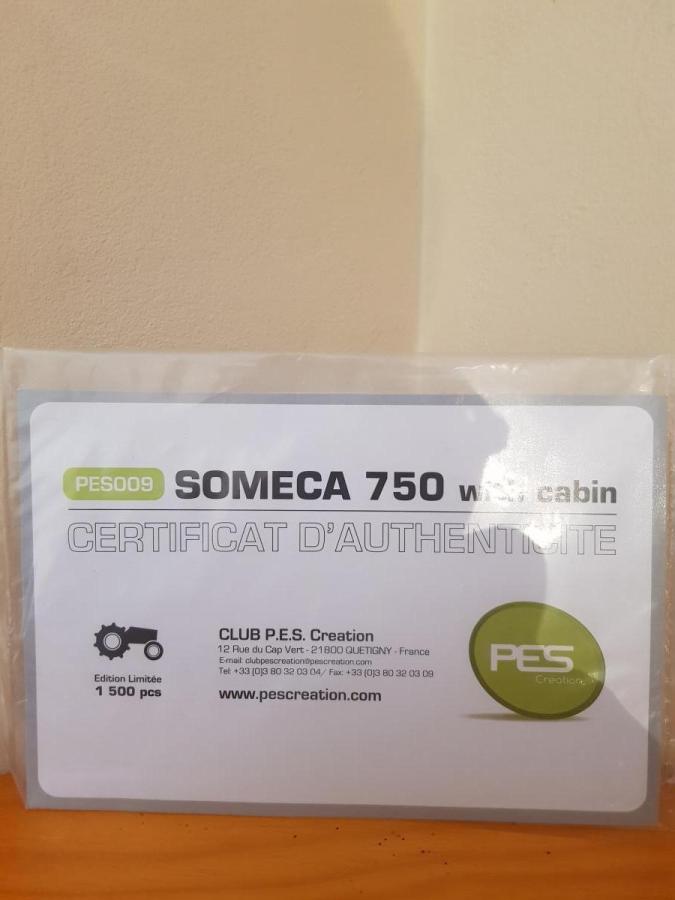 PES009 SOMECA 750 with cabin
CERTIFICAT D'AUTHENTICITE
Edition Limitée
1 500 pcs
CLUB P.E.S. Creation
12 Rue du Cap Vert - 21800 QUETIGNY - France
E-mail: clubpescreation@pescreation.com
Tel: +33 (0)3 80 32 03 04/ Fax: +33 (0)3 80 32 03 09
www.pescreation.com
PES
Creation